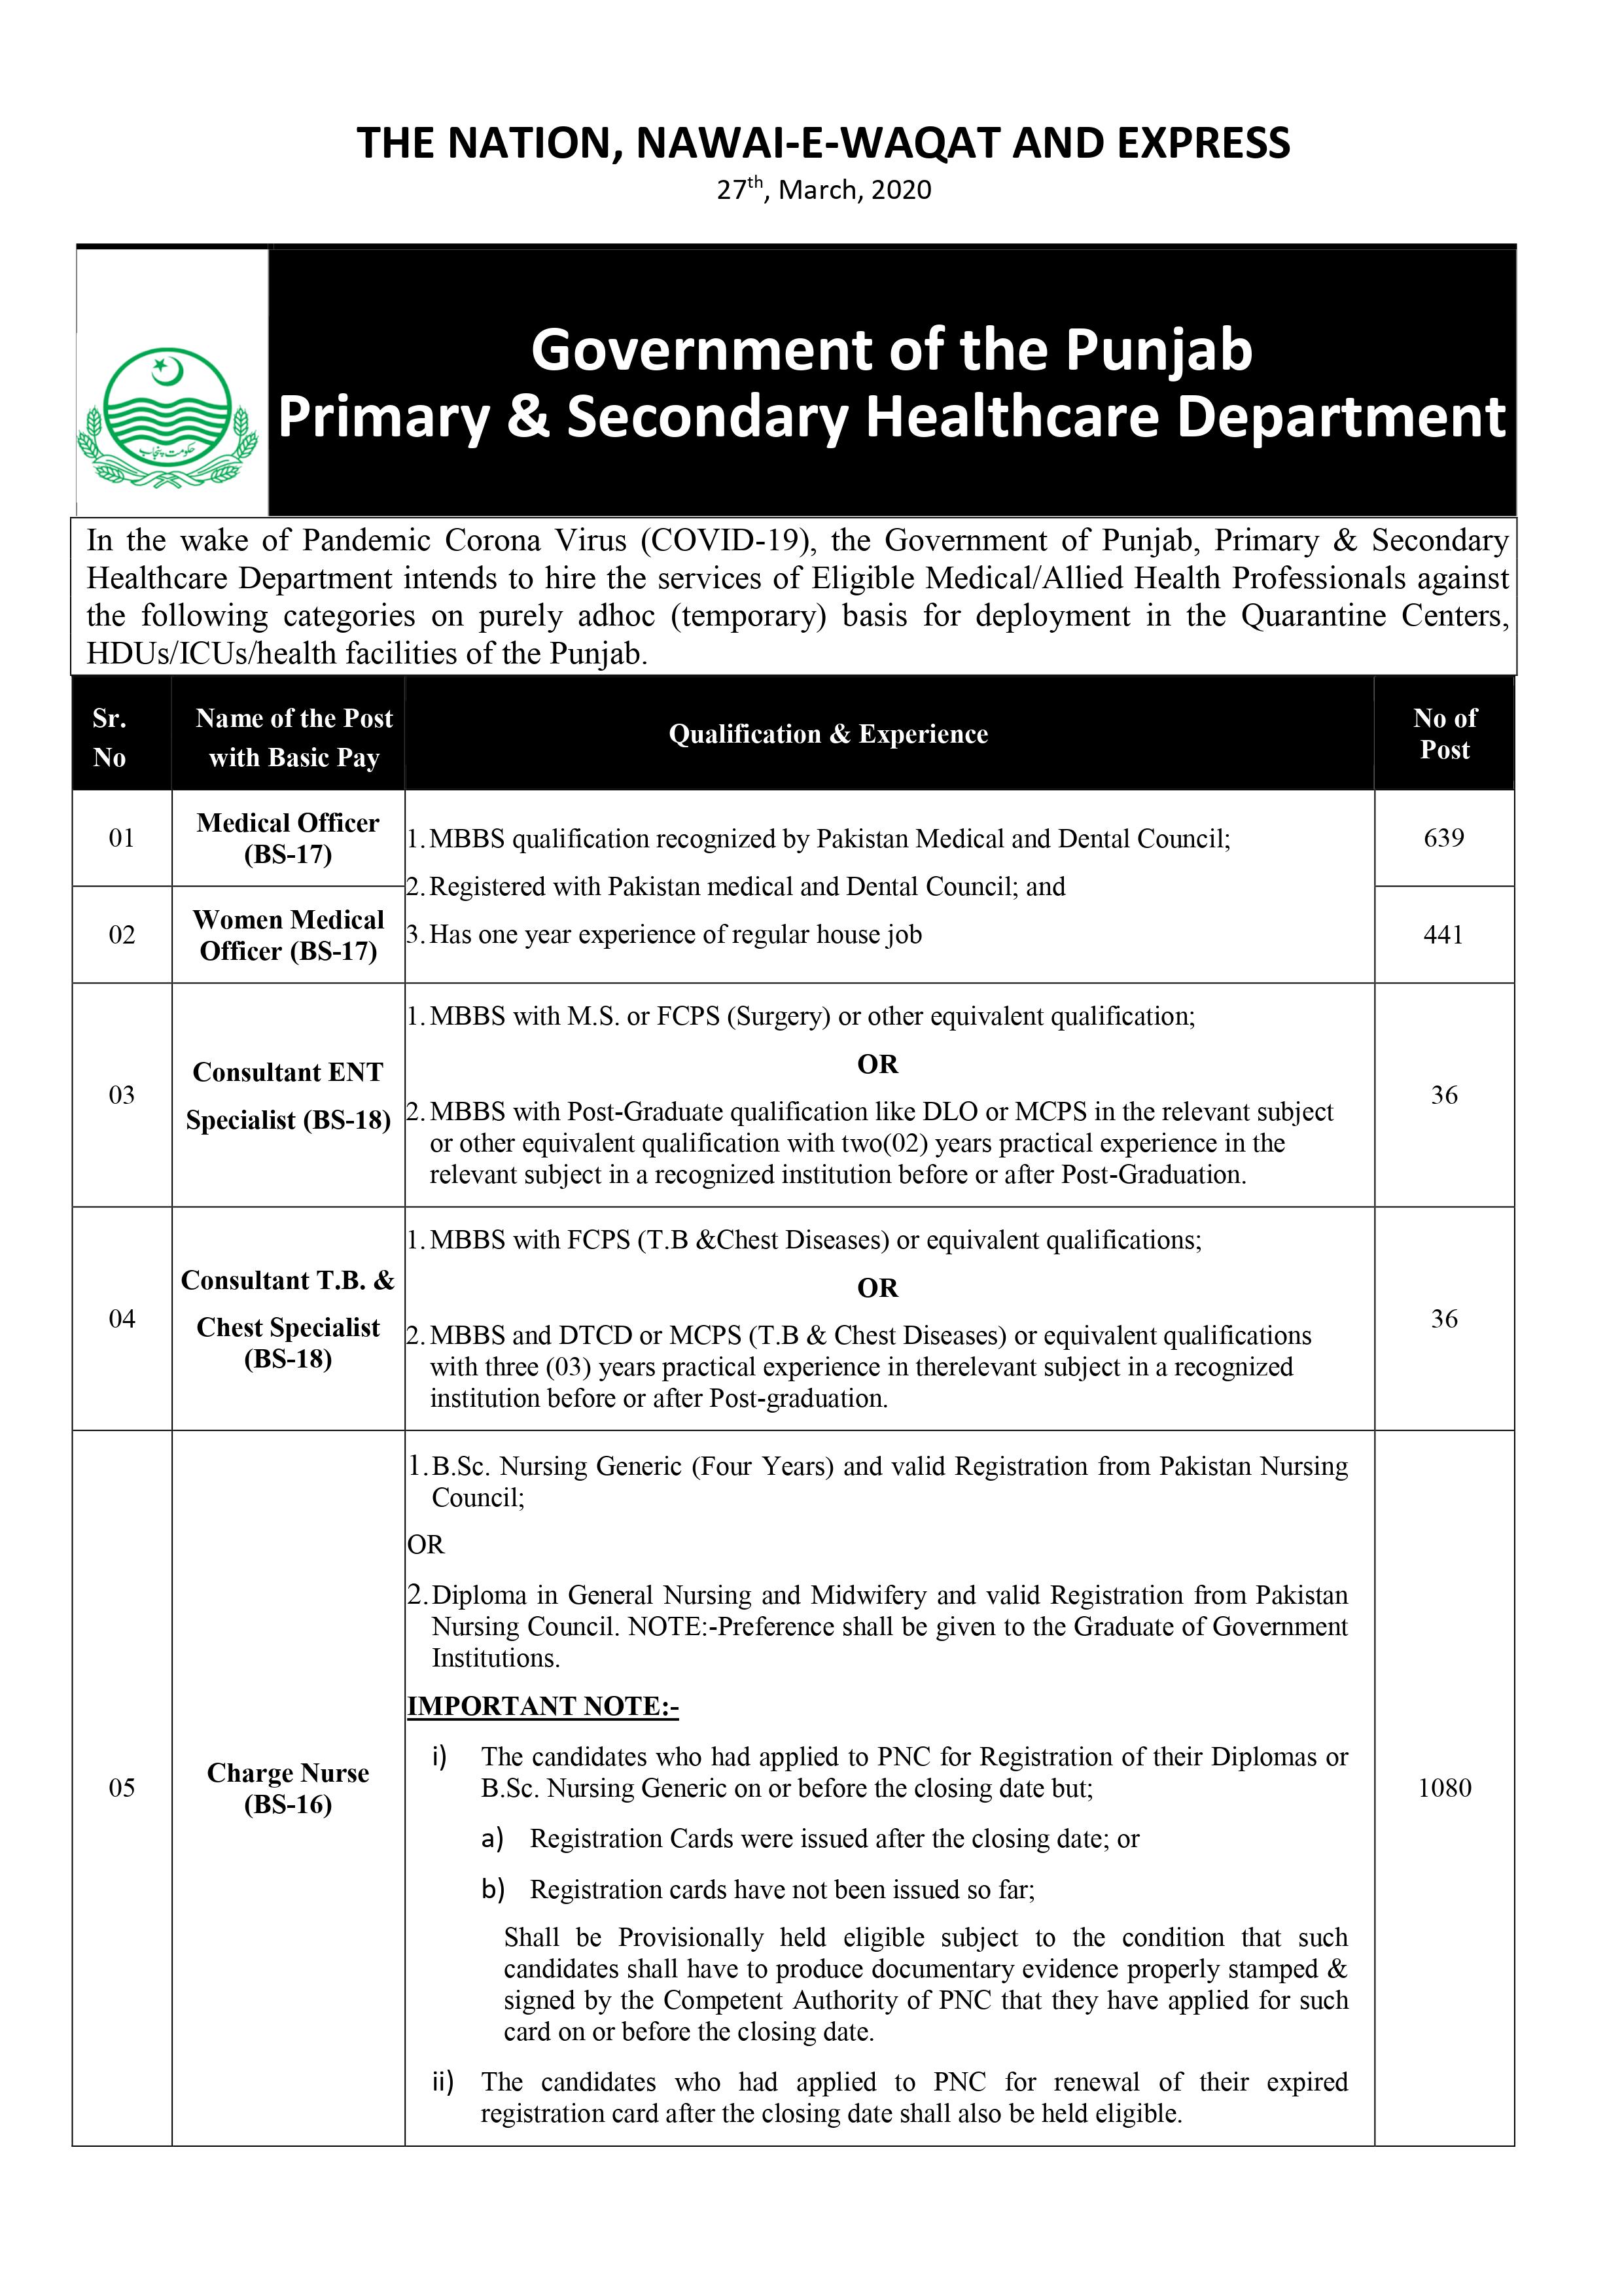 THE NATION, NAWAI-E-WAQAT AND EXPRESS
27th, March, 2020
حکومت پنجاب
Government of the Punjab
Primary & Secondary Healthcare Department
In the wake of Pandemic Corona Virus (COVID-19), the Government of Punjab, Primary & Secondary
Healthcare Department intends to hire the services of Eligible Medical/Allied Health Professionals against
the following categories on purely adhoc (temporary) basis for deployment in the Quarantine Centers,
HDUs/ICUs/health facilities of the Punjab.
Sr.
No
Name of the Post
with Basic Pay
Qualification & Experience
No of
Post
01
Medical Officer
(BS-17)
1. MBBS qualification recognized by Pakistan Medical and Dental Council;
2. Registered with Pakistan medical and Dental Council; and
3. Has one year experience of regular house job
639
02
Women Medical
Officer (BS-17)
441
03
Consultant ENT
Specialist (BS-18)
1. MBBS with M.S. or FCPS (Surgery) or other equivalent qualification;
OR
2. MBBS with Post-Graduate qualification like DLO or MCPS in the relevant subject
or other equivalent qualification with two(02) years practical experience in the
relevant subject in a recognized institution before or after Post-Graduation.
36
04
Consultant T.B. &
Chest Specialist
(BS-18)
1. MBBS with FCPS (T.B &Chest Diseases) or equivalent qualifications;
OR
2. MBBS and DTCD or MCPS (T.B & Chest Diseases) or equivalent qualifications
with three (03) years practical experience in therelevant subject in a recognized
institution before or after Post-graduation.
36
05
Charge Nurse
(BS-16)
1. B.Sc. Nursing Generic (Four Years) and valid Registration from Pakistan Nursing
Council;
OR
2. Diploma in General Nursing and Midwifery and valid Registration from Pakistan
Nursing Council. NOTE:-Preference shall be given to the Graduate of Government
Institutions.
IMPORTANT NOTE:-
i) The candidates who had applied to PNC for Registration of their Diplomas or
B.Sc. Nursing Generic on or before the closing date but;
a) Registration Cards were issued after the closing date; or
b) Registration cards have not been issued so far;
Shall be Provisionally held eligible subject to the condition that such
candidates shall have to produce documentary evidence properly stamped &
signed by the Competent Authority of PNC that they have applied for such
card on or before the closing date.
ii) The candidates who had applied to PNC for renewal of their expired
registration card after the closing date shall also be held eligible.
1080